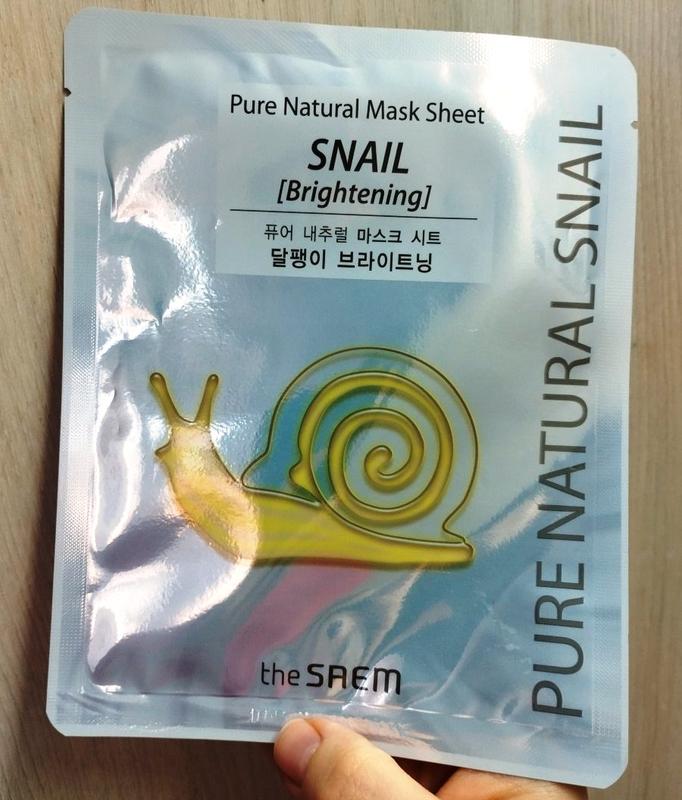 Pure Natural Mask Sheet
SNAIL
[Brightening]
퓨어 내추럴 마스크 시트
달팽이 브라이트닝
PURE NATURAL SNAIL
the SAEM